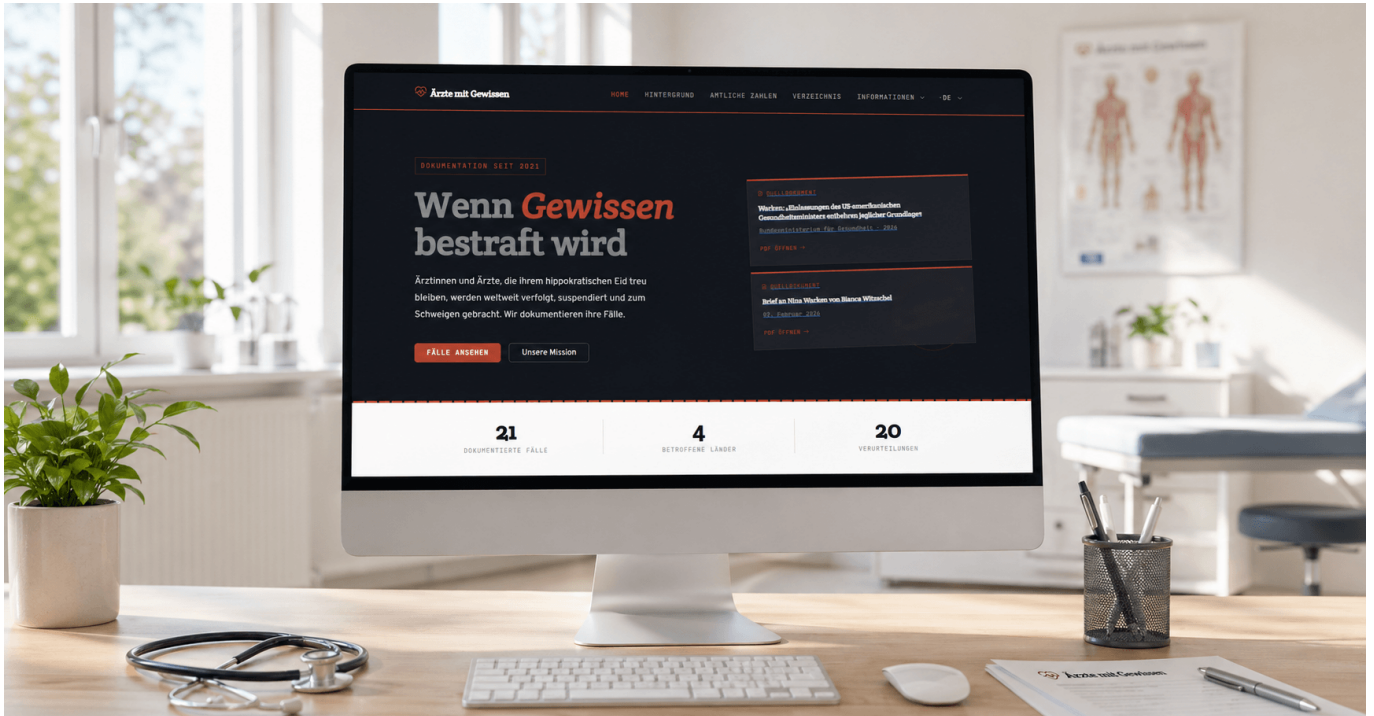 Ärzte mit Gewissen
HOME HINTERGRUND AMTLICHE ZAHLEN VERZEICHNIS INFORMATIONEN DE
DOKUMENTATION SEIT 2021
Wenn Gewissen
bestraft wird
Ärztinnen und Ärzte, die ihrem hippokratischen Eid treu
bleiben, werden weltweit verfolgt, suspendiert und zum
Schweigen gebracht. Wir dokumentieren ihre Fälle.
FÄLLE ANSEHEN
Unsere Mission
QUELLDOKUMENT
Warken: „Einlassungen des US-amerikanischen
Gesundheitsministers entbehren jeglicher Grundlage"
Bundesministerium für Gesundheit · 2026
PDF ÖFFNEN →
QUELLDOKUMENT
Brief an Nina Warken von Bianca Witzschel
Februar 2026
PDF ÖFFNEN →
21
DOKUMENTIERTE FÄLLE
4
BETROFFENE LÄNDER
20
VERURTEILUNGEN
Ärzte mit Gewissen
Ärzte mit Gewissen